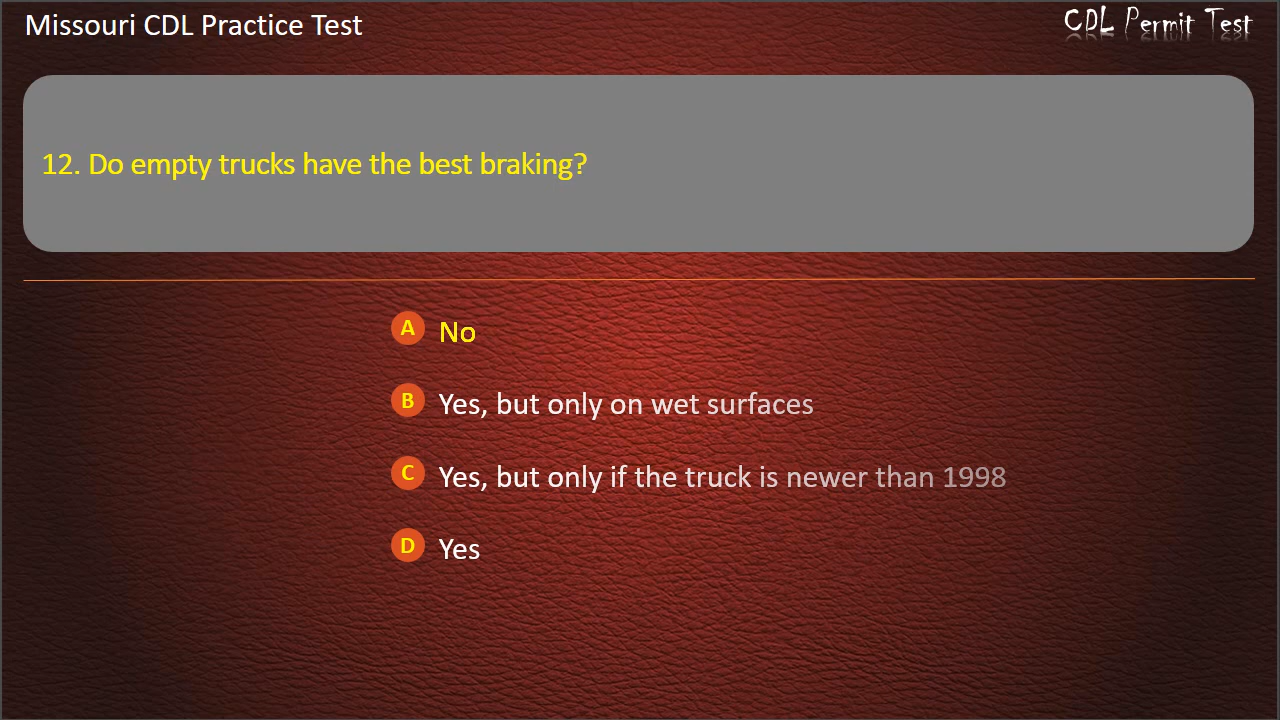 Missouri CDL Practice Test
CDL Permit Test
12. Do empty trucks have the best braking?
A No
B Yes, but only on wet surfaces
C Yes, but only if the truck is newer than 1998
D Yes